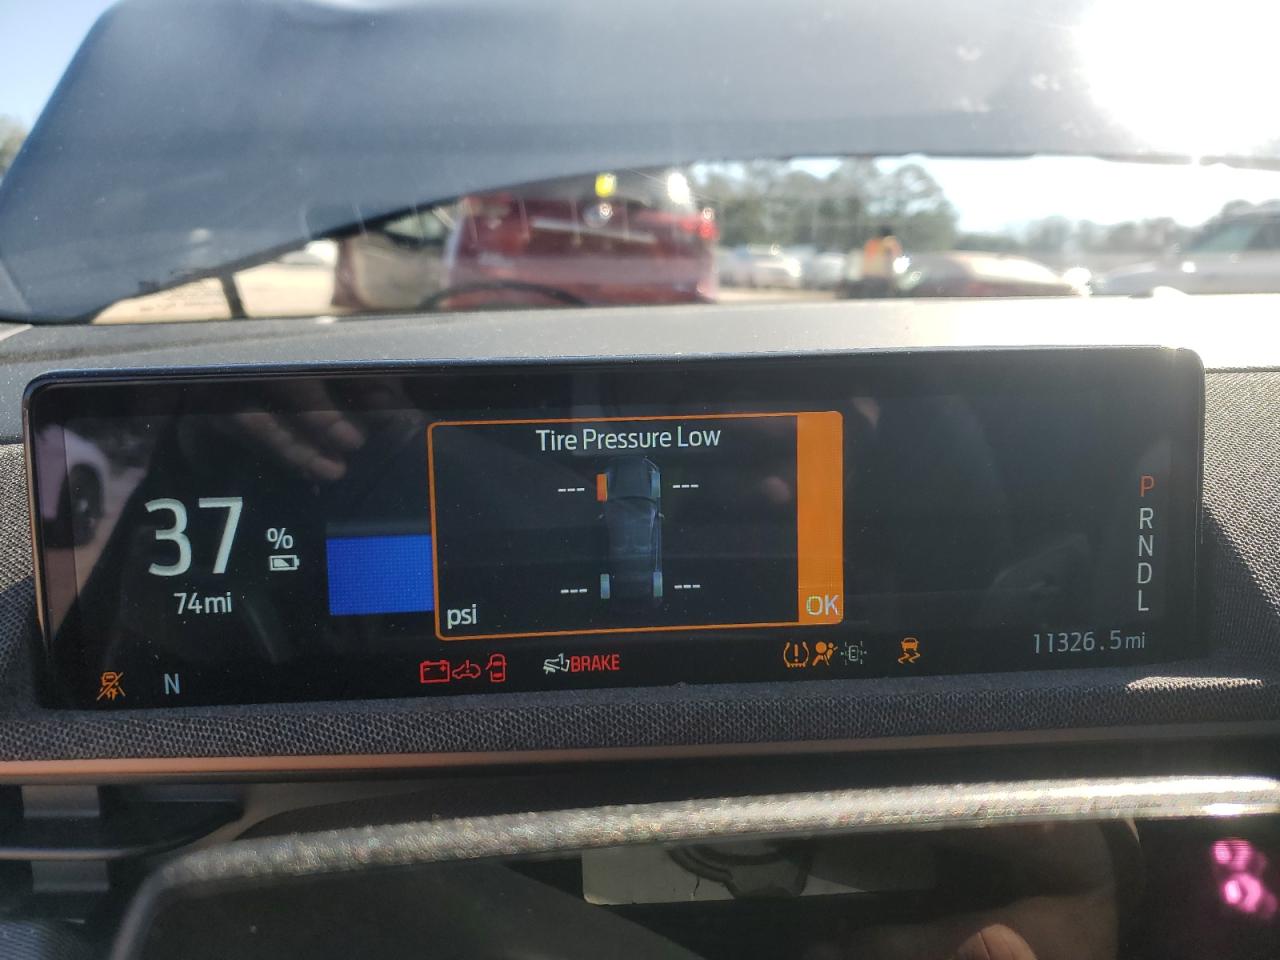 Tire Pressure Low
--- ---
--- ---
psi
OK
37 %
74mi
P
R
N
D
L
11326.5mi
N
BRAKE